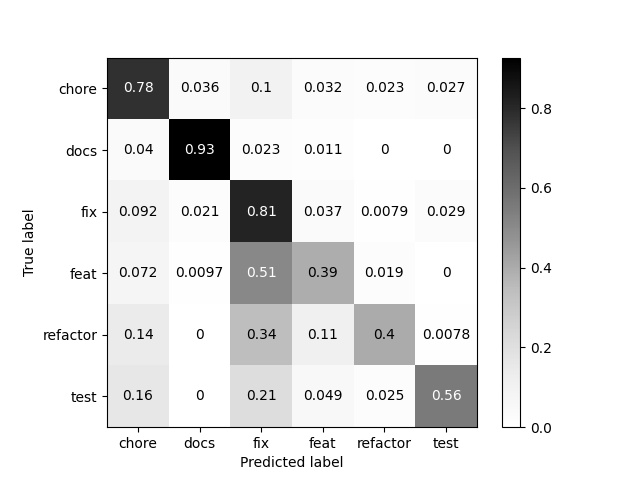 chore 0.78 0.036 0.1 0.032 0.023 0.027
docs 0.04 0.93 0.023 0.011 0 0
fix 0.092 0.021 0.81 0.037 0.0079 0.029
feat 0.072 0.0097 0.51 0.39 0.019 0
refactor 0.14 0 0.34 0.11 0.4 0.0078
test 0.16 0 0.21 0.049 0.025 0.56
chore docs fix feat refactor test
Predicted label
True label
0.8
0.6
0.4
0.2
0.0